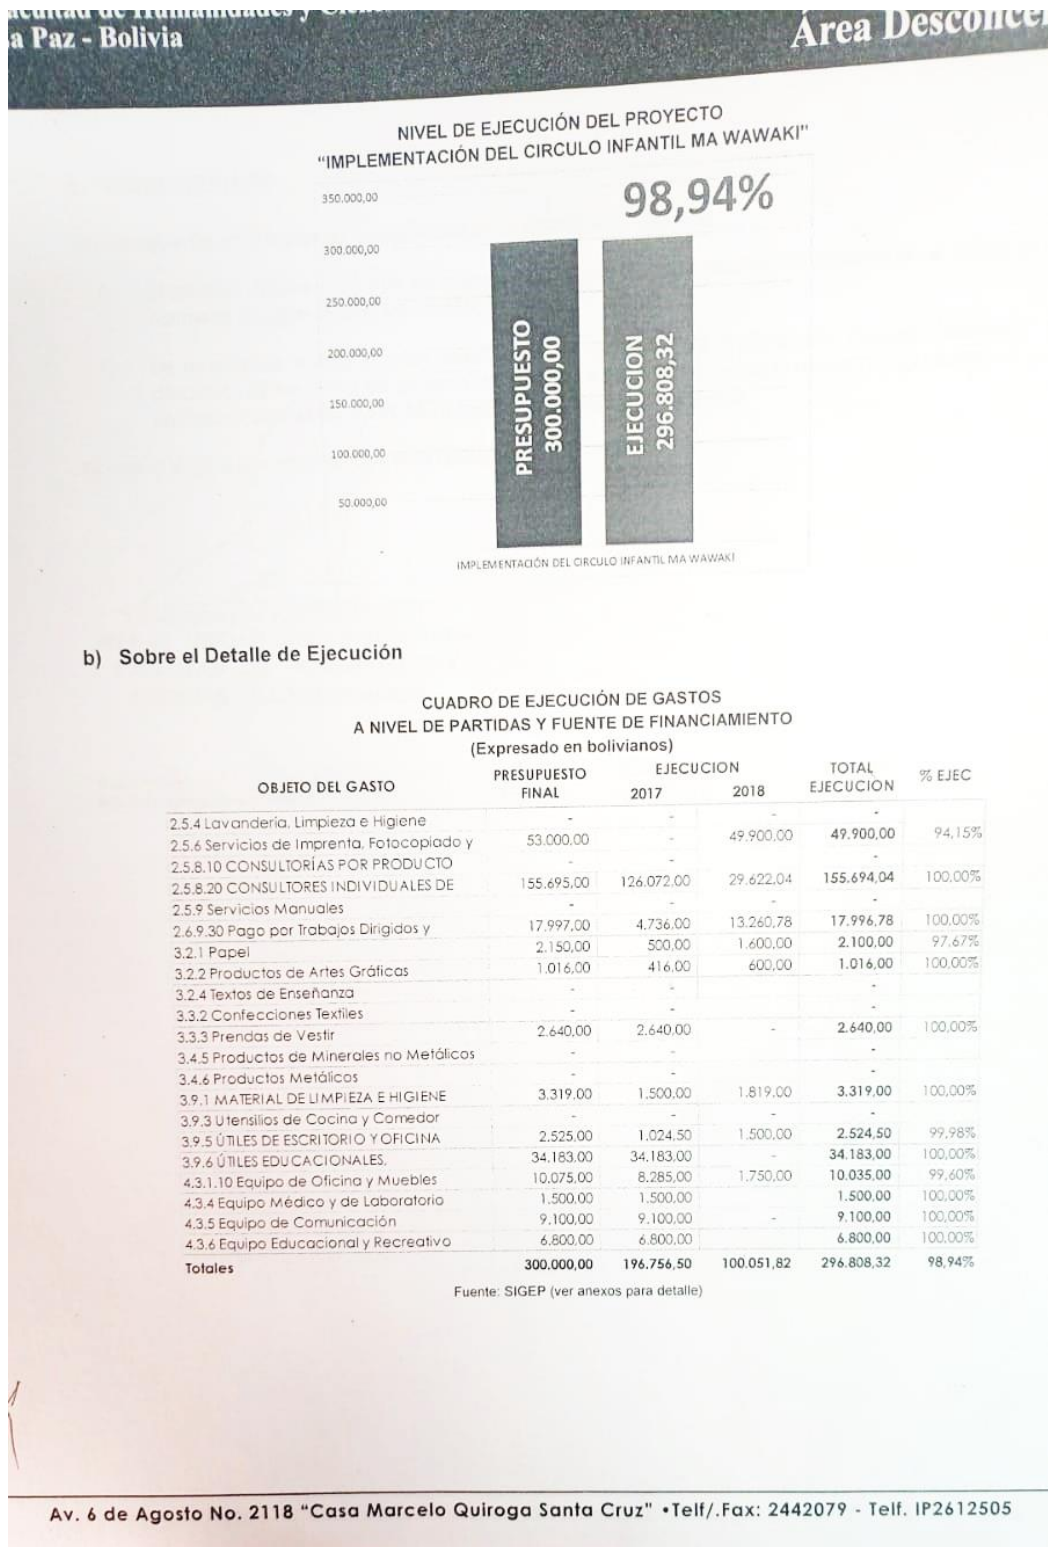 a Paz - Bolivia
Área
NIVEL DE EJECUCIÓN DEL PROYECTO
“IMPLEMENTACIÓN DEL CIRCULO INFANTIL MA WAWAKI”
350.000,00
98,94%
300.000,00
250.000,00
200.000,00
150.000,00
100.000,00
50.000,00
PRESUPUESTO
300.000,00
EJECUCION
296.808,32
IMPLEMENTACIÓN DEL CIRCULO INFANTIL MA WAWAKI
b) Sobre el Detalle de Ejecución
CUADRO DE EJECUCIÓN DE GASTOS
A NIVEL DE PARTIDAS Y FUENTE DE FINANCIAMIENTO
(Expresado en bolivianos)
OBJETO DEL GASTO PRESUPUESTO FINAL EJECUCION 2017 2018 TOTAL EJECUCION % EJEC
2.5.4 Lavandería, Limpieza e Higiene - - - -
2.5.6 Servicios de Imprenta, Fotocopiado y 53.000,00 - 49.900,00 49.900,00 94,15%
2.5.8.10 CONSULTORÍAS POR PRODUCTO - - -
2.5.8.20 CONSULTORES INDIVIDUALES DE 155.695,00 126.072,00 29.622,04 155.694,04 100,00%
2.5.9 Servicios Manuales - - - -
2.6.9.30 Pago por Trabajos Dirigidos y 17.997,00 4.736,00 13.260,78 17.996,78 100,00%
3.2.1 Papel 2.150,00 500,00 1.600,00 2.100,00 97,67%
3.2.2 Productos de Artes Gráficas 1.016,00 416,00 600,00 1.016,00 100,00%
3.2.4 Textos de Enseñanza - - -
3.3.2 Confecciones Textiles - - -
3.3.3 Prendas de Vestir 2.640,00 2.640,00 - 2.640,00 100,00%
3.4.5 Productos de Minerales no Metálicos - - -
3.4.6 Productos Metálicos - - -
3.9.1 MATERIAL DE LIMPIEZA E HIGIENE 3.319,00 1.500,00 1.819,00 3.319,00 100,00%
3.9.3 Utensilios de Cocina y Comedor - - - -
3.9.5 ÚTILES DE ESCRITORIO Y OFICINA 2.525,00 1.024,50 1.500,00 2.524,50 99,98%
3.9.6 ÚTILES EDUCACIONALES, 34.183,00 34.183,00 - 34.183,00 100,00%
4.3.1.10 Equipo de Oficina y Muebles 10.075,00 8.285,00 1.750,00 10.035,00 99,60%
4.3.4 Equipo Médico y de Laboratorio 1.500,00 1.500,00 1.500,00 100,00%
4.3.5 Equipo de Comunicación 9.100,00 9.100,00 - 9.100,00 100,00%
4.3.6 Equipo Educacional y Recreativo 6.800,00 6.800,00 6.800,00 100,00%
Totales 300.000,00 196.756,50 100.051,82 296.808,32 98,94%
Fuente: SIGEP (ver anexos para detalle)
Av. 6 de Agosto No. 2118 “Casa Marcelo Quiroga Santa Cruz” •Telf/.Fax: 2442079 - Telf. IP2612505